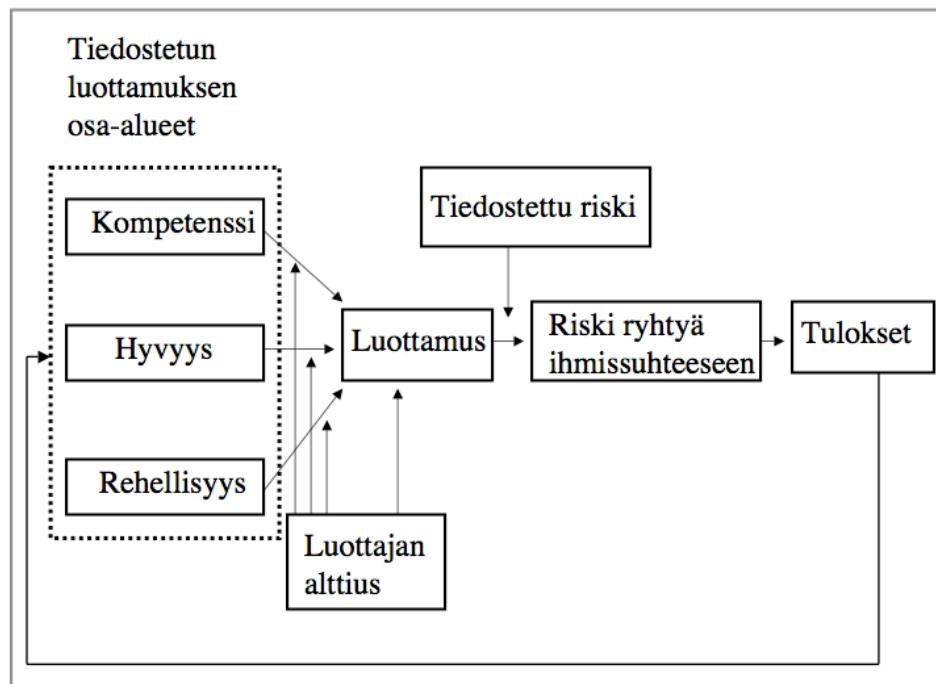 Tiedostetun
luottamuksen
osa-alueet
Kompetenssi
Hyvyys
Rehellisyys
Luottajan
alttius
Luottamus
Tiedostettu riski
Riski ryhtyä
ihmissuhteeseen
Tulokset